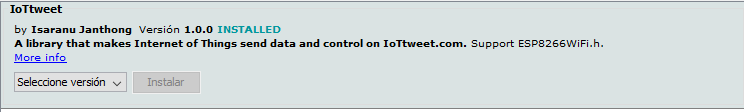 IoTtweet
by Isaranu Janthong Versión 1.0.0 INSTALLED
A library that makes Internet of Things send data and control on IoTtweet.com. Support ESP8266WiFi.h.
More info
Seleccione versión Instalar